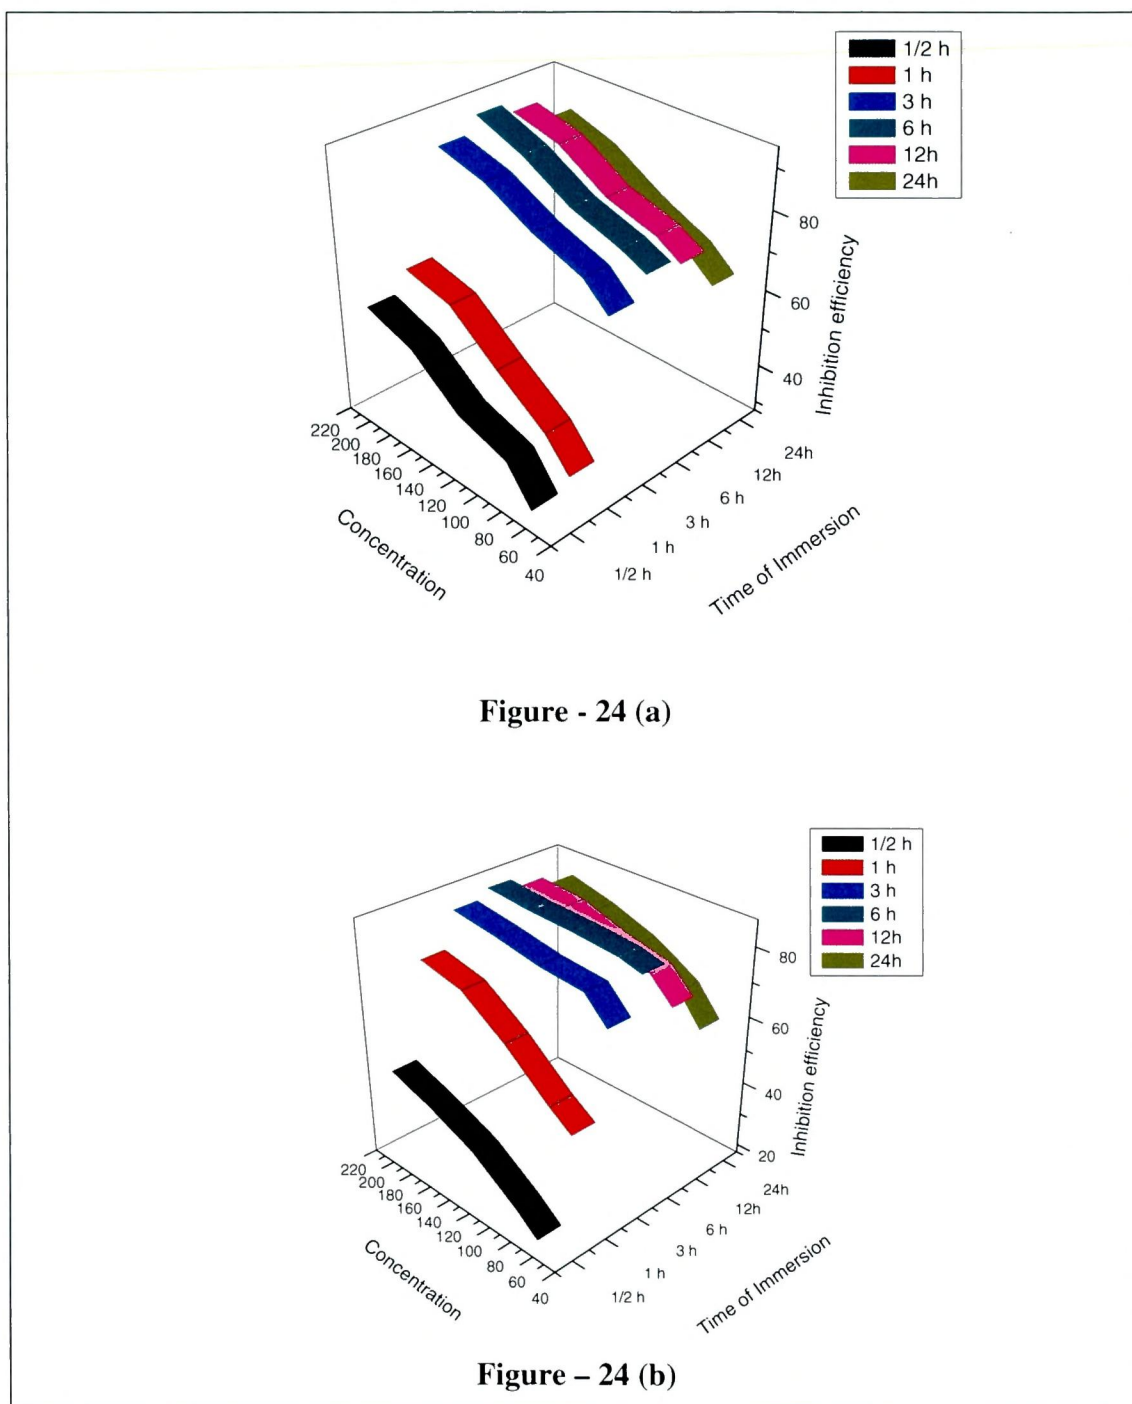 1/2 h
1 h
3 h
6 h
12h
24h
80
60
40
Inhibition efficiency
220
200
180
160
140
120
100
80
60
40
Concentration
1/2 h
1 h
3 h
6 h
12h
24h
Time of Immersion
Figure - 24 (a)
1/2 h
1 h
3 h
6 h
12h
24h
80
60
40
20
Inhibition efficiency
220
200
180
160
140
120
100
80
60
40
Concentration
1/2 h
1 h
3 h
6 h
12h
24h
Time of Immersion
Figure – 24 (b)